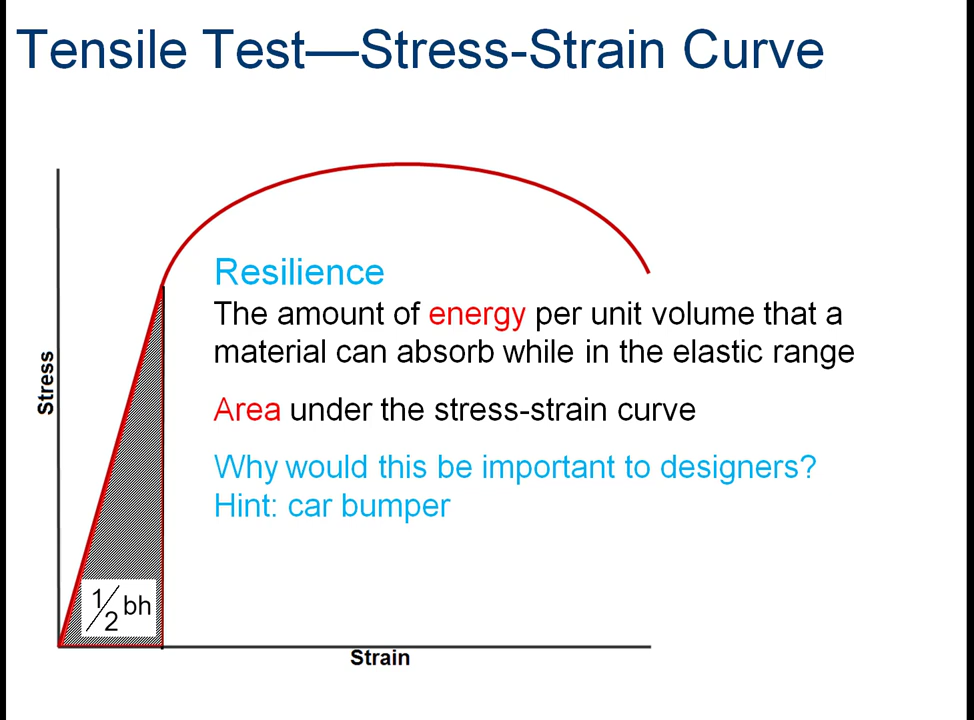 Tensile Test—Stress-Strain Curve
Resilience
The amount of energy per unit volume that a
material can absorb while in the elastic range
Area under the stress-strain curve
Why would this be important to designers?
Hint: car bumper
Stress
1/2 bh
Strain